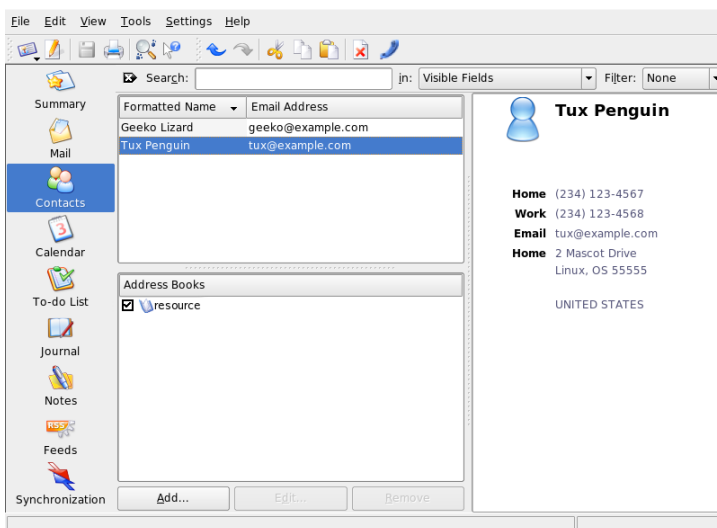 File Edit View Tools Settings Help
Search: in: Visible Fields Filter: None
Summary
Mail
Contacts
3
Calendar
To-do List
Journal
Notes
RSS
Feeds
Synchronization
Formatted Name Email Address
Geeko Lizard geeko@example.com
Tux Penguin tux@example.com
Address Books
resource
Add... Edit... Remove
Tux Penguin
Home (234) 123-4567
Work (234) 123-4568
Email tux@example.com
Home 2 Mascot Drive
Linux, OS 55555
UNITED STATES